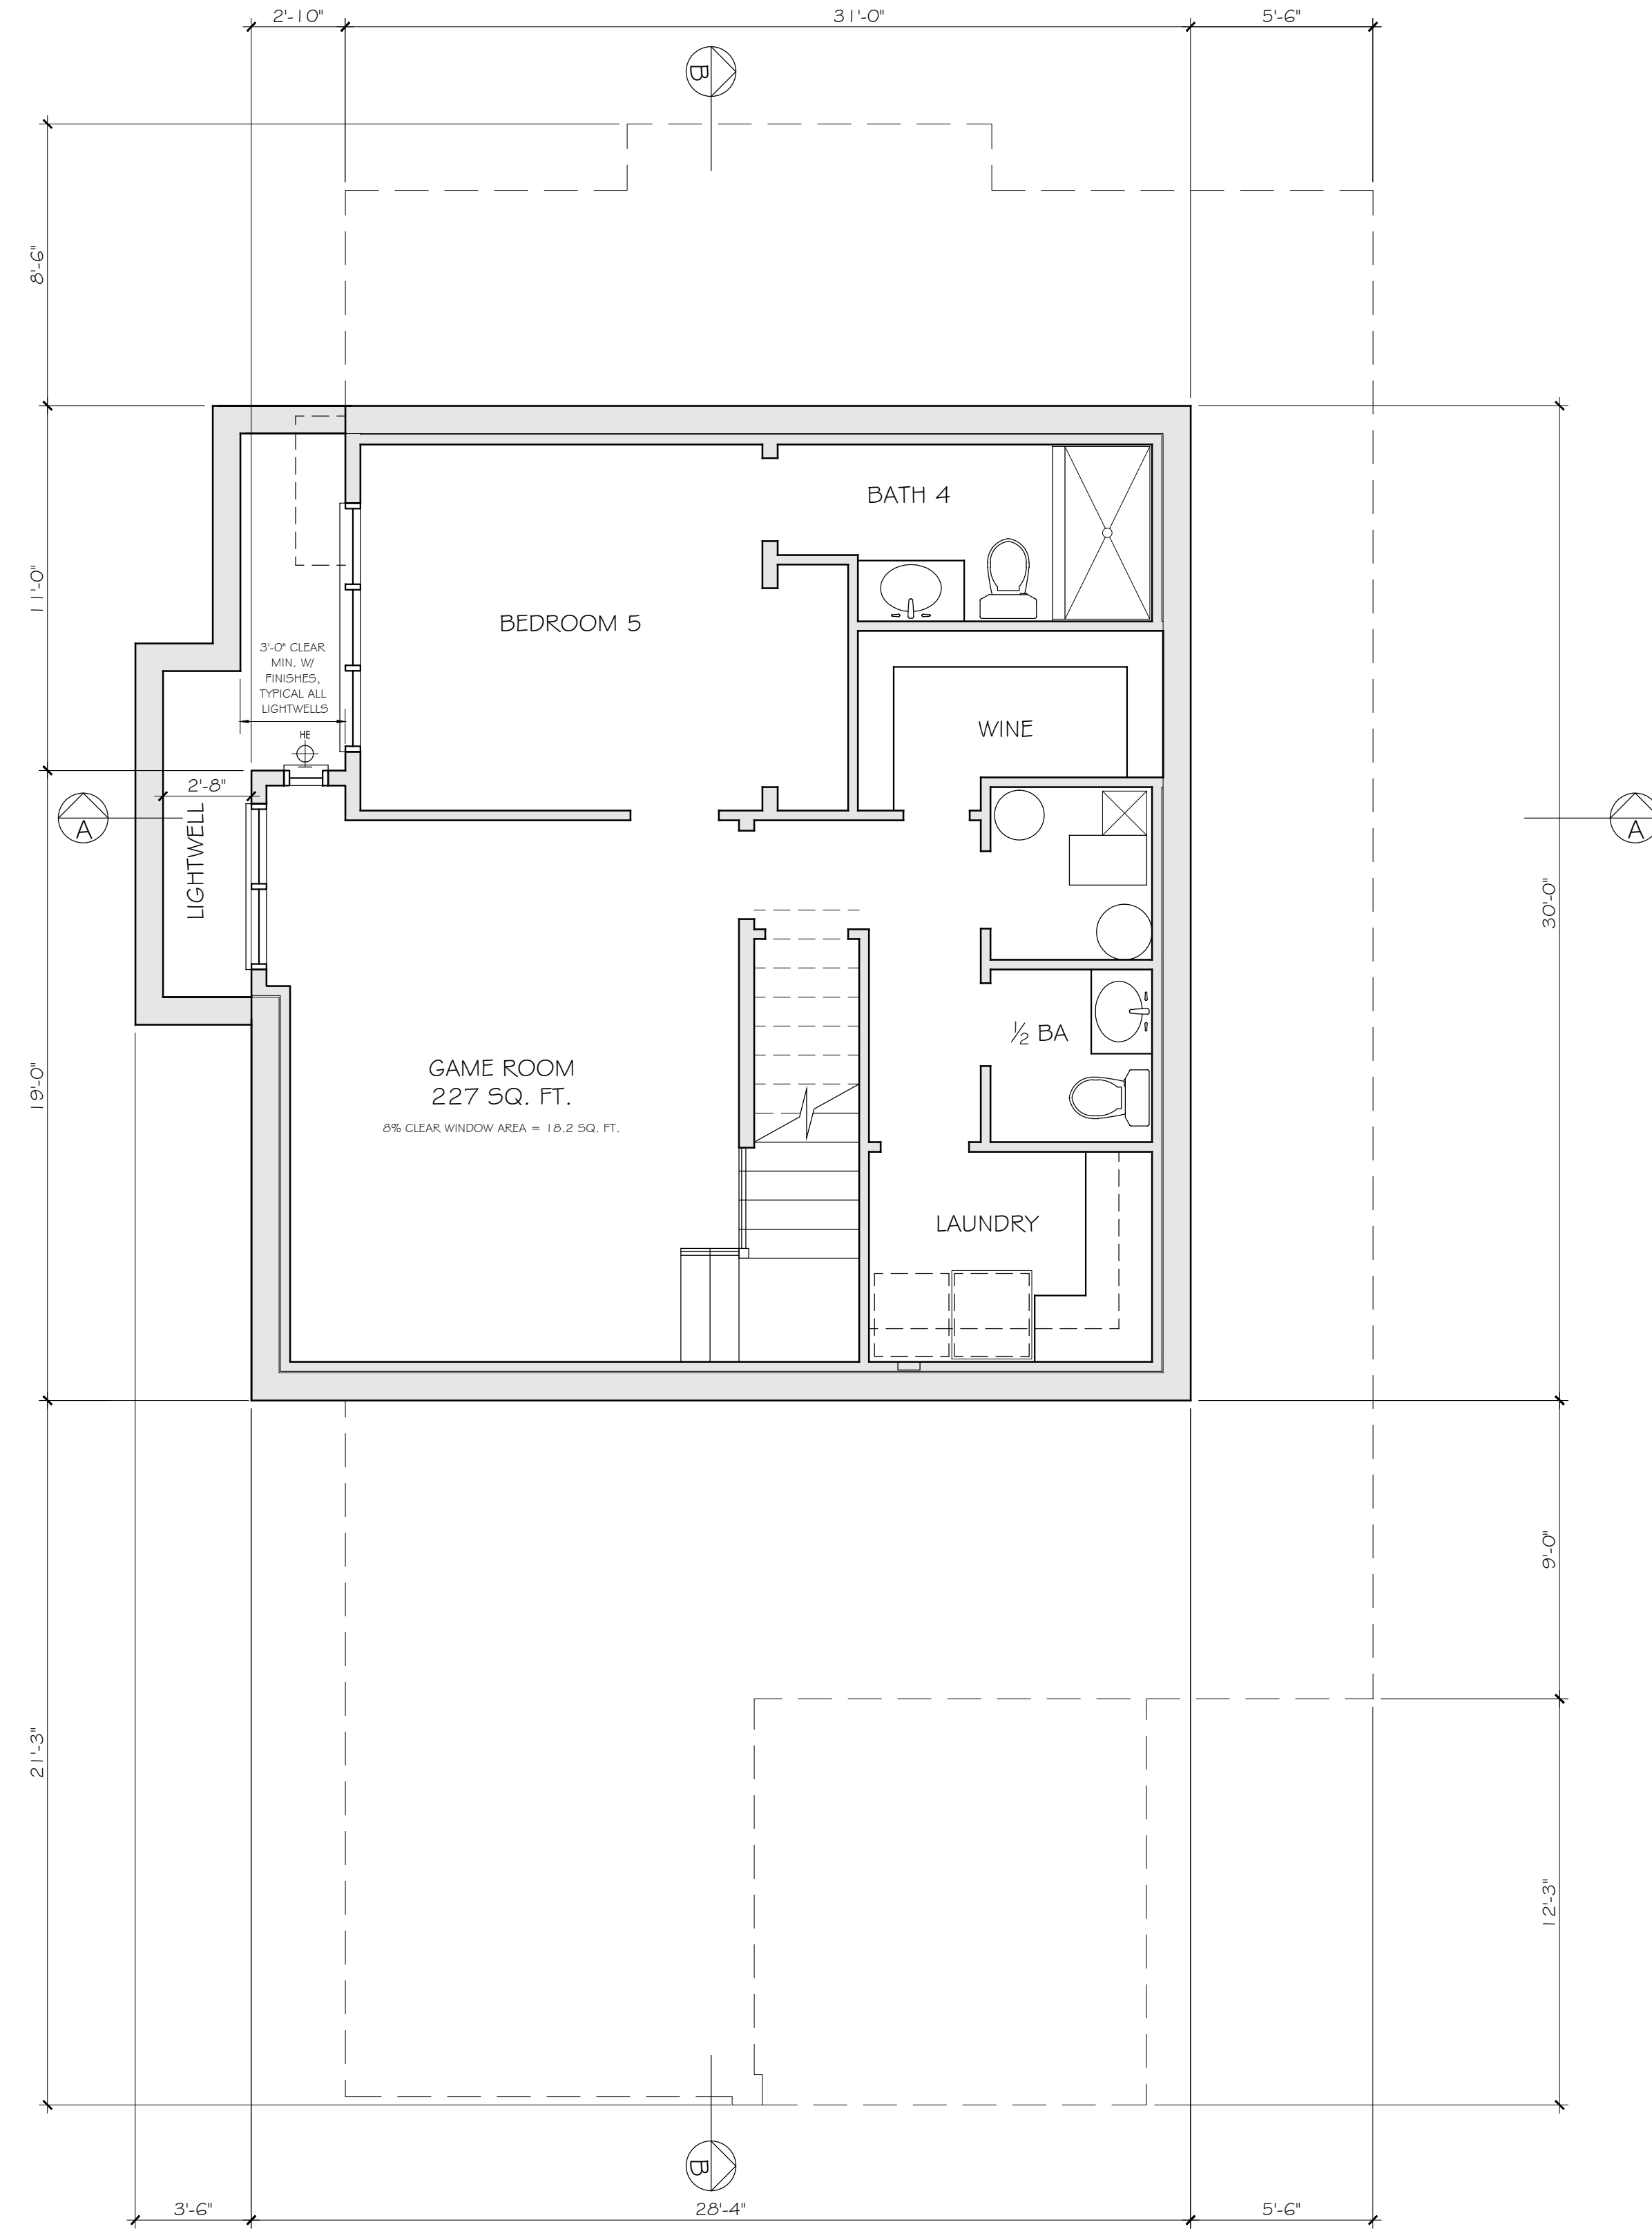 2'-10"
31'-0"
5'-6"
B
8'-6"
BATH 4
11'-0"
BEDROOM 5
3'-0" CLEAR
MIN. W/
FINISHES,
TYPICAL ALL
LIGHTWELLS
WINE
HE
2'-8"
A
LIGHTWELL
A
30'-0"
½ BA
GAME ROOM
227 SQ. FT.
8% CLEAR WINDOW AREA = 18.2 SQ. FT.
19'-0"
LAUNDRY
9'-0"
21'-3"
12'-3"
B
3'-6"
28'-4"
5'-6"